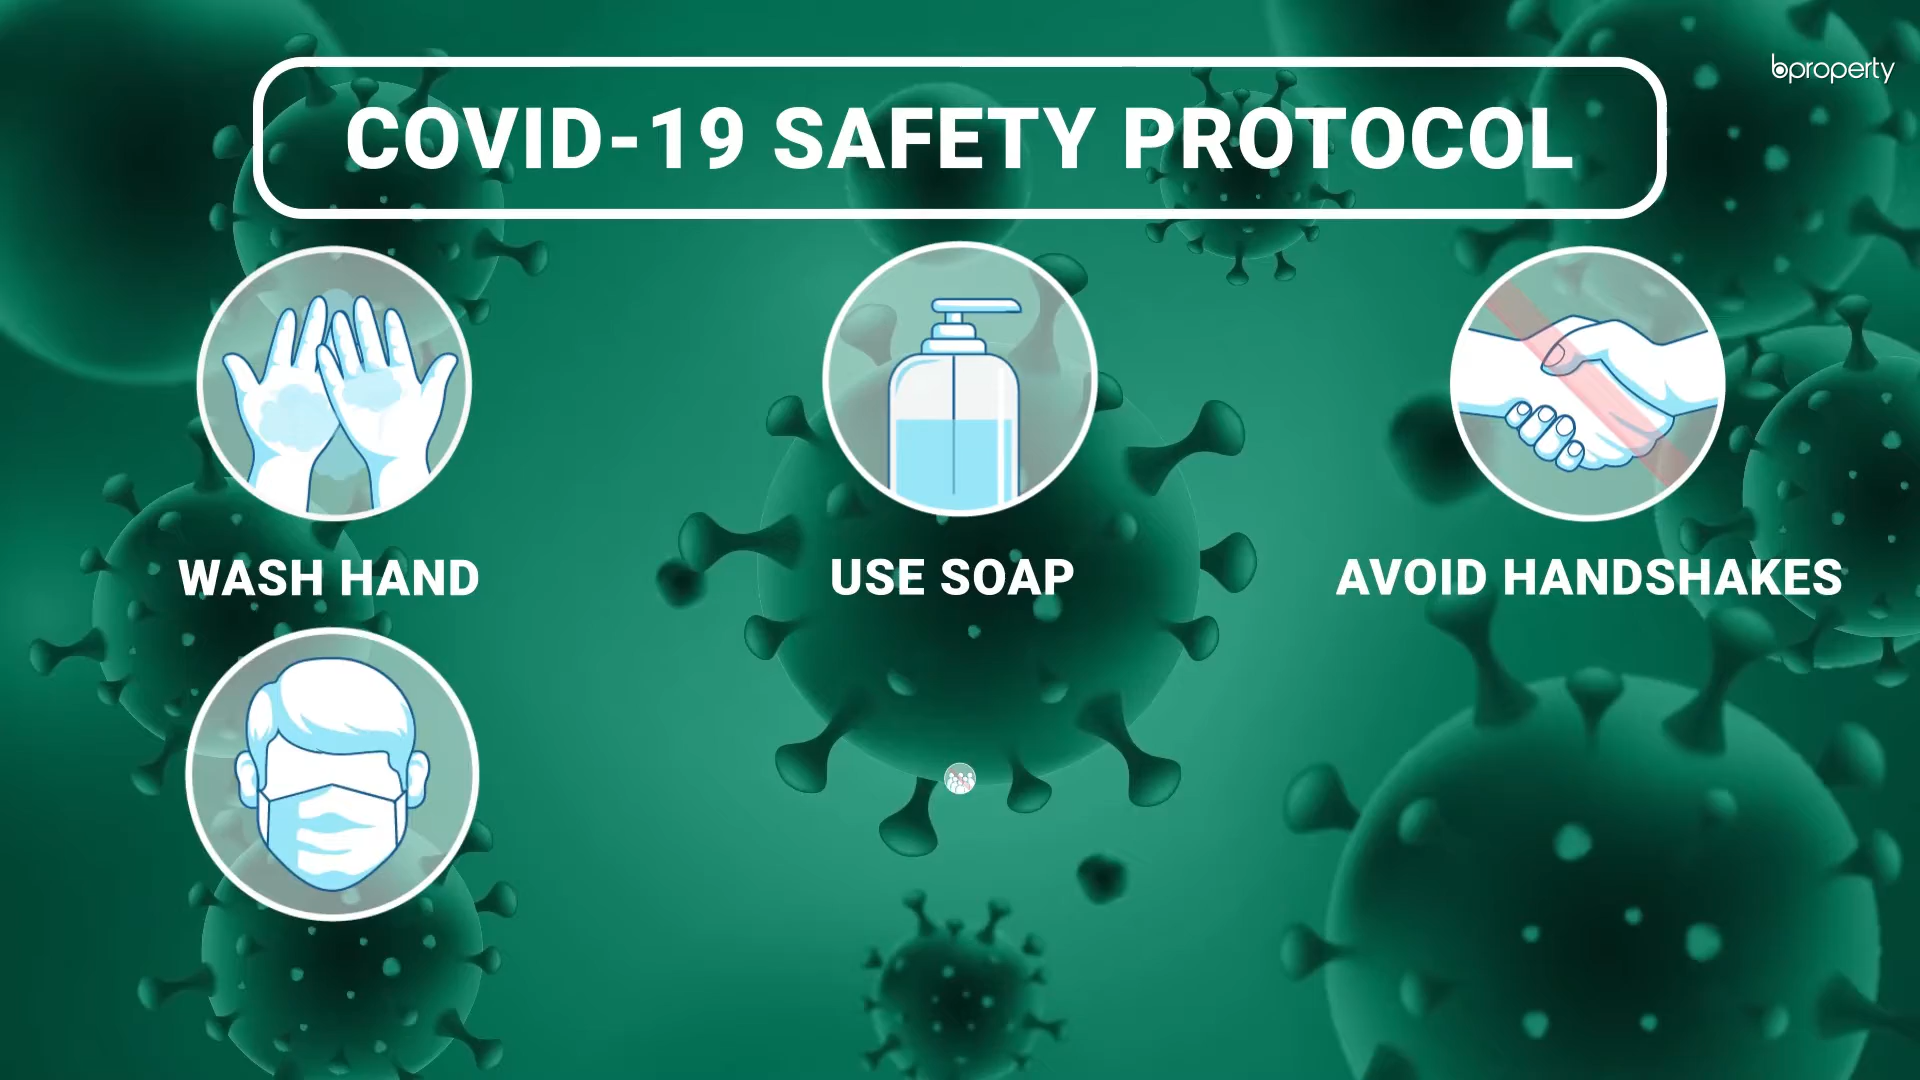 bproperty
COVID-19 SAFETY PROTOCOL
WASH HAND
USE SOAP
AVOID HANDSHAKES